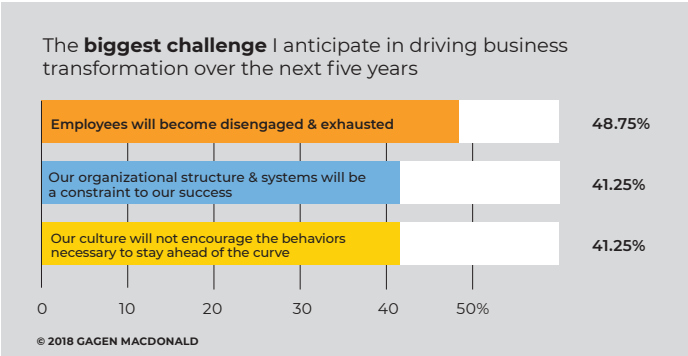 The biggest challenge I anticipate in driving business
transformation over the next five years
Employees will become disengaged & exhausted
48.75%
Our organizational structure & systems will be
a constraint to our success
41.25%
Our culture will not encourage the behaviors
necessary to stay ahead of the curve
41.25%
0 10 20 30 40 50%
© 2018 GAGEN MACDONALD